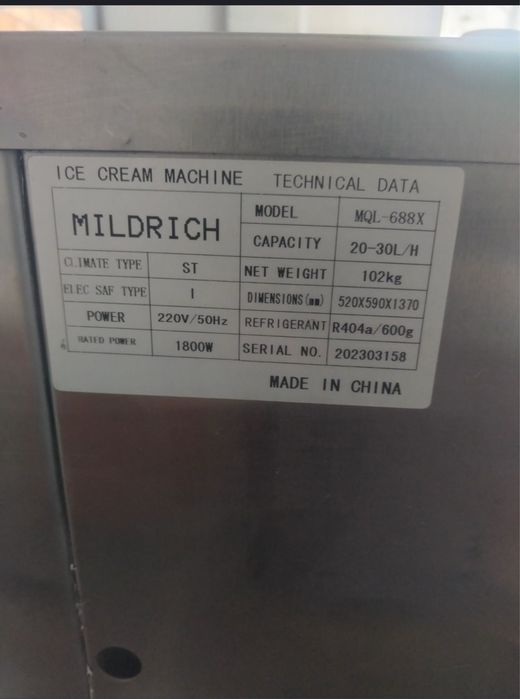 ICE CREAM MACHINE TECHNICAL DATA
MILDRICH
MODEL MQL-688X
CAPACITY 20-30L/H
CLIMATE TYPE ST NET WEIGHT 102kg
ELEC SAF TYPE I DIMENSIONS(mm) 520X590X1370
POWER 220V/50Hz REFRIGERANT R404a/600g
RATED POWER 1800W SERIAL NO. 202303158
MADE IN CHINA